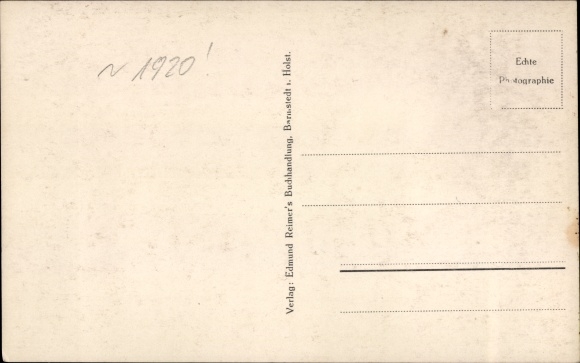 ~ 1920!
Verlag: Edmund Reimer's Buchhandlung, Barmstedt i. Holst.
Echte
Photographie